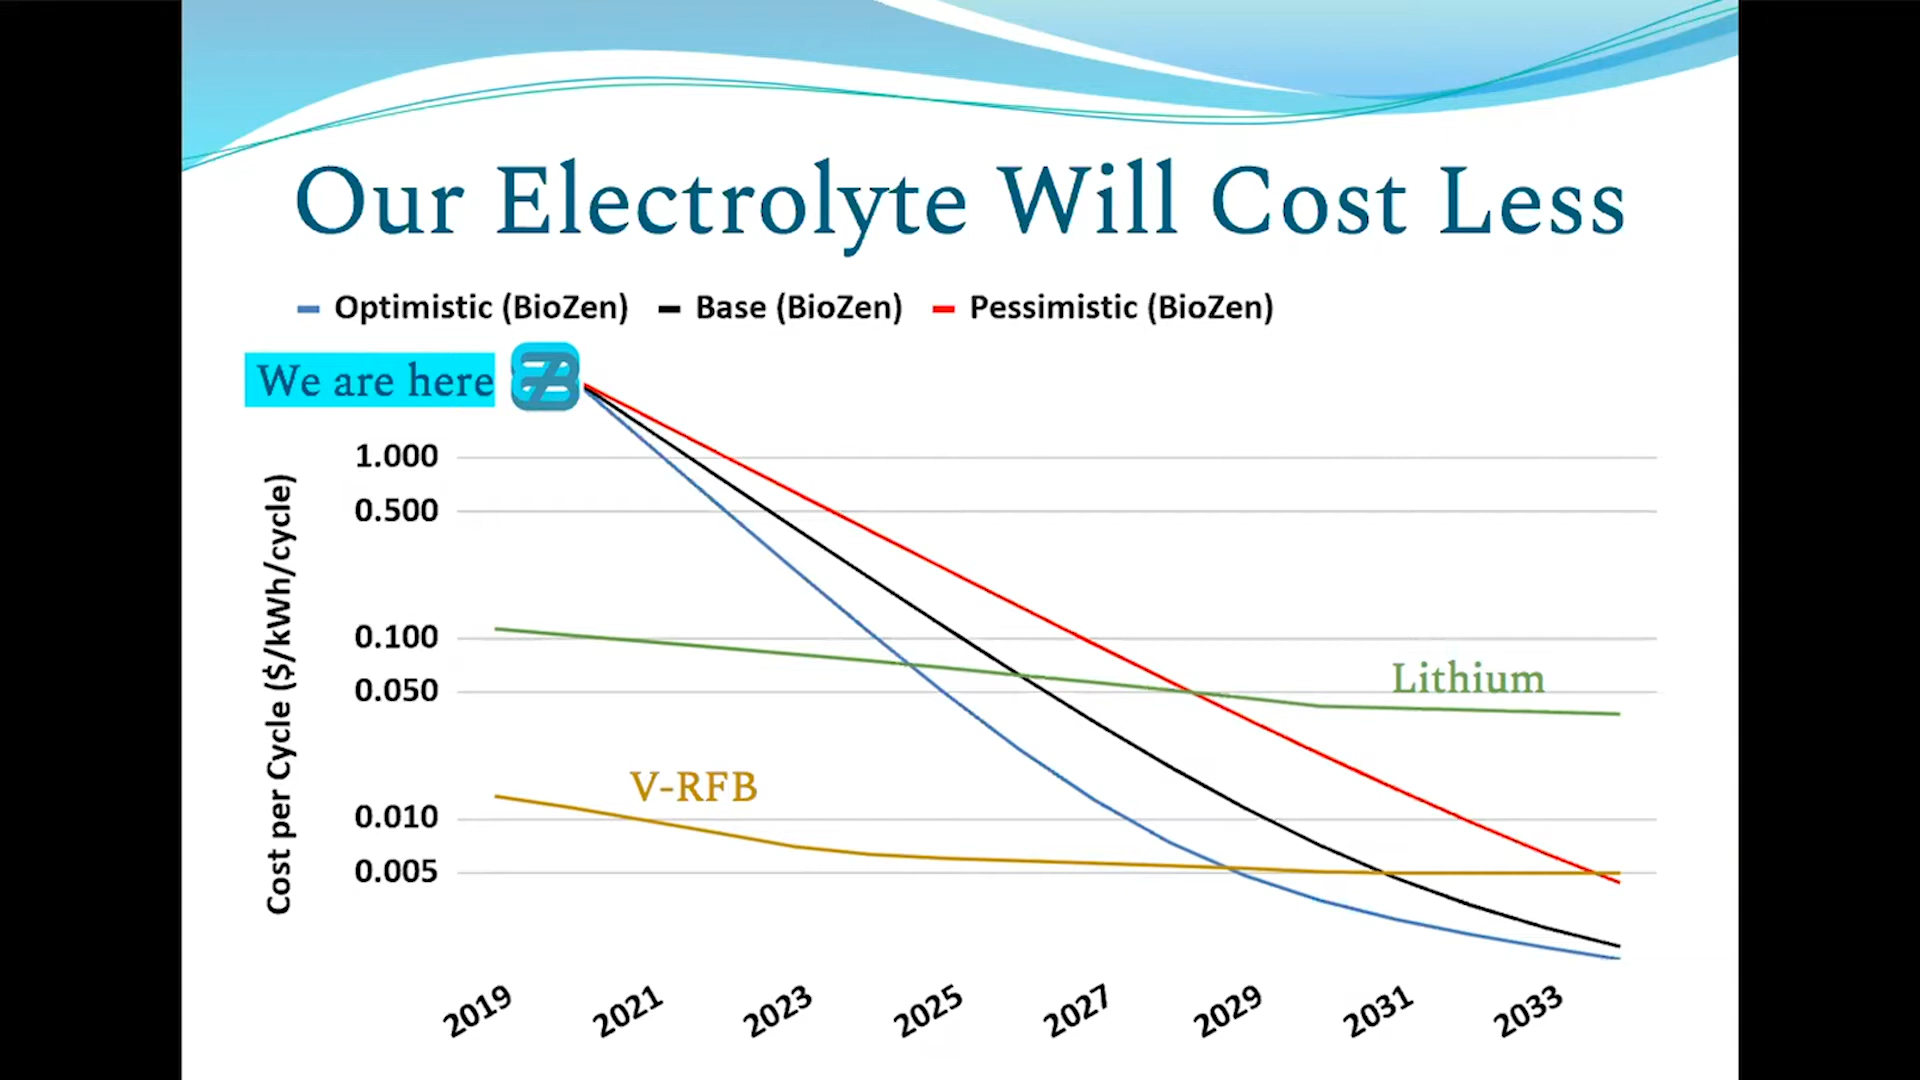 Our Electrolyte Will Cost Less
Optimistic (BioZen) Base (BioZen) Pessimistic (BioZen)
We are here
1.000
0.500
0.100
0.050
0.010
0.005
Cost per Cycle ($/kWh/cycle)
Lithium
V-RFB
2019 2021 2023 2025 2027 2029 2031 2033